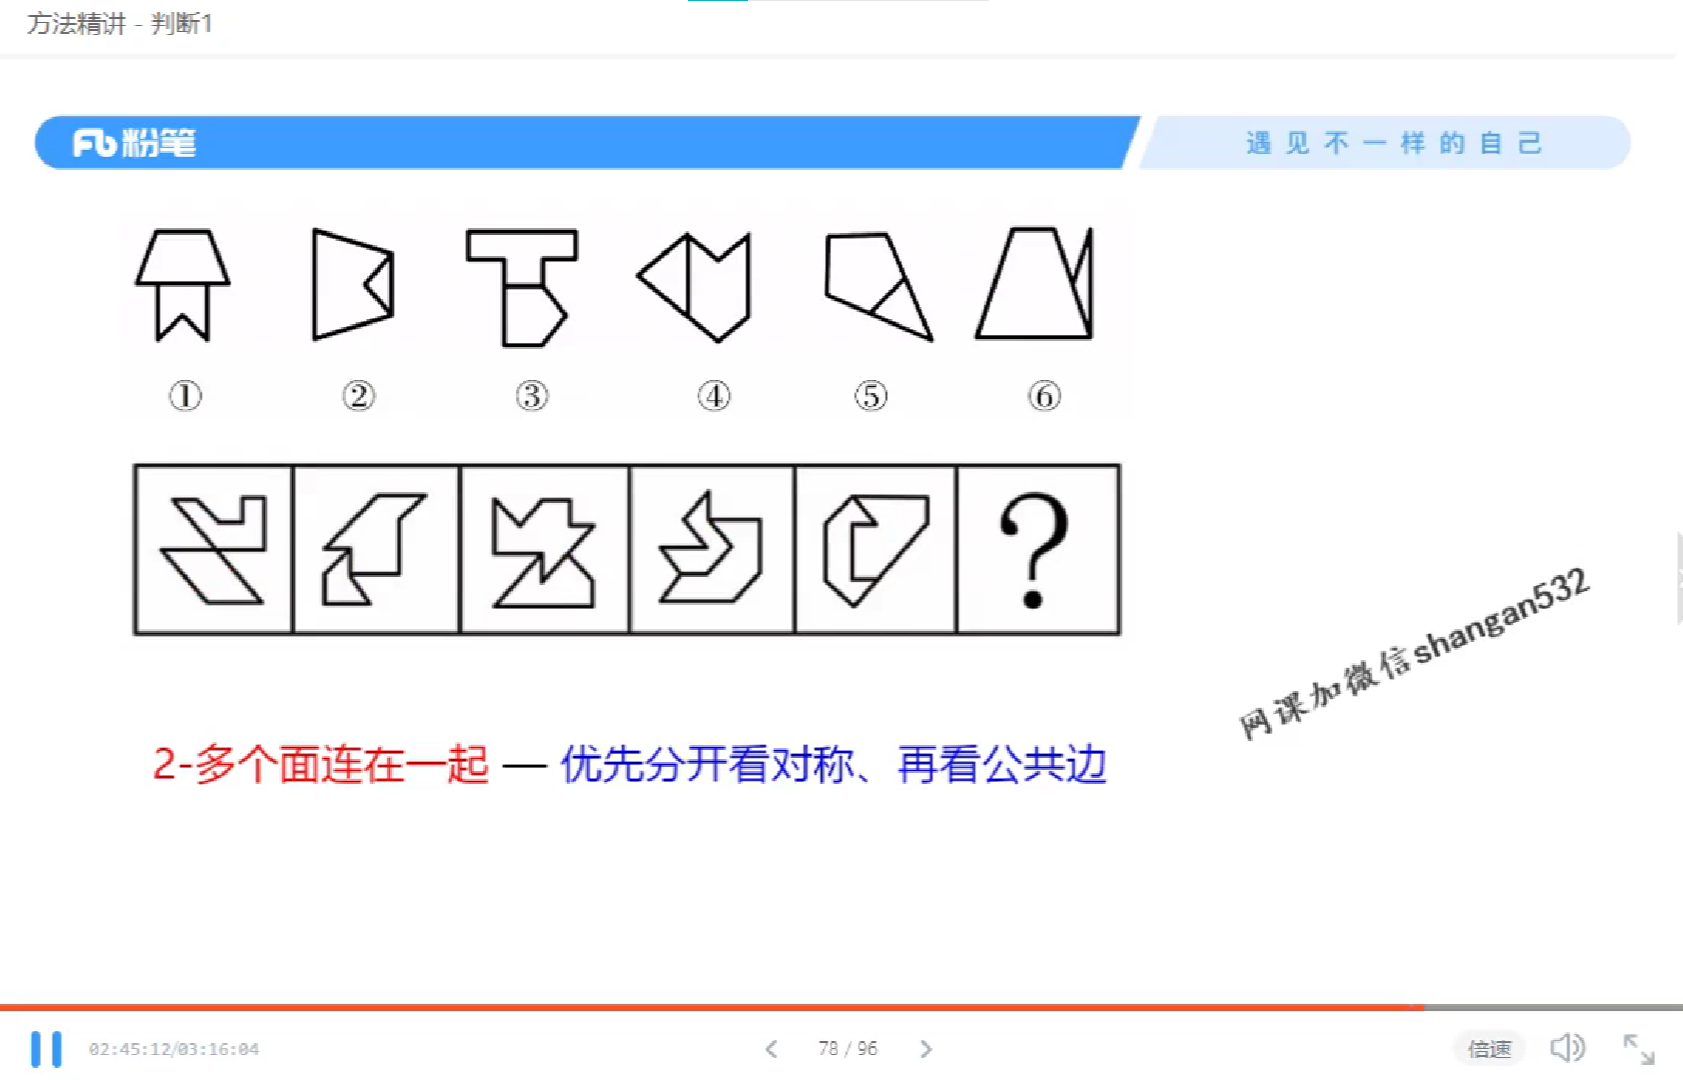 方法精讲 - 判断1
Fb粉笔
遇见不一样的自己
① ② ③ ④ ⑤ ⑥
?
网课加微信shangan532
2-多个面连在一起 — 优先分开看对称、再看公共边
02:45:12/03:16:04
78 / 96
倍速